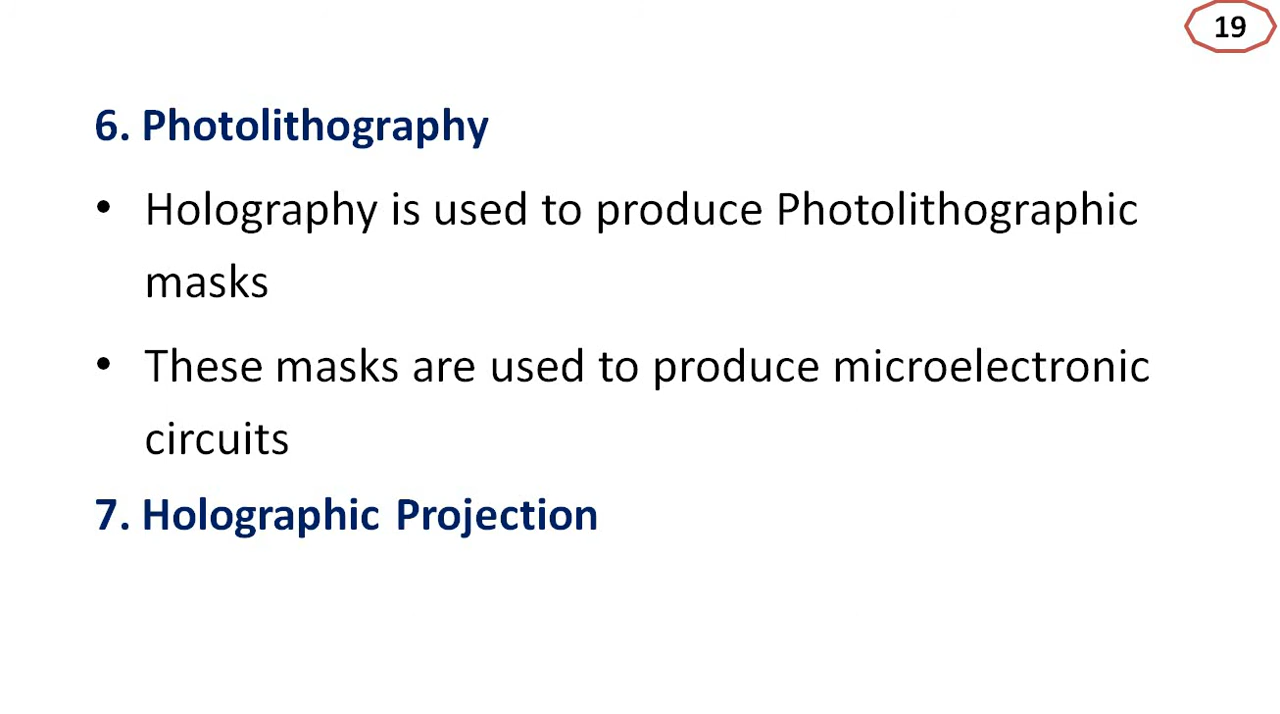 19
6. Photolithography
• Holography is used to produce Photolithographic
masks
• These masks are used to produce microelectronic
circuits
7. Holographic Projection